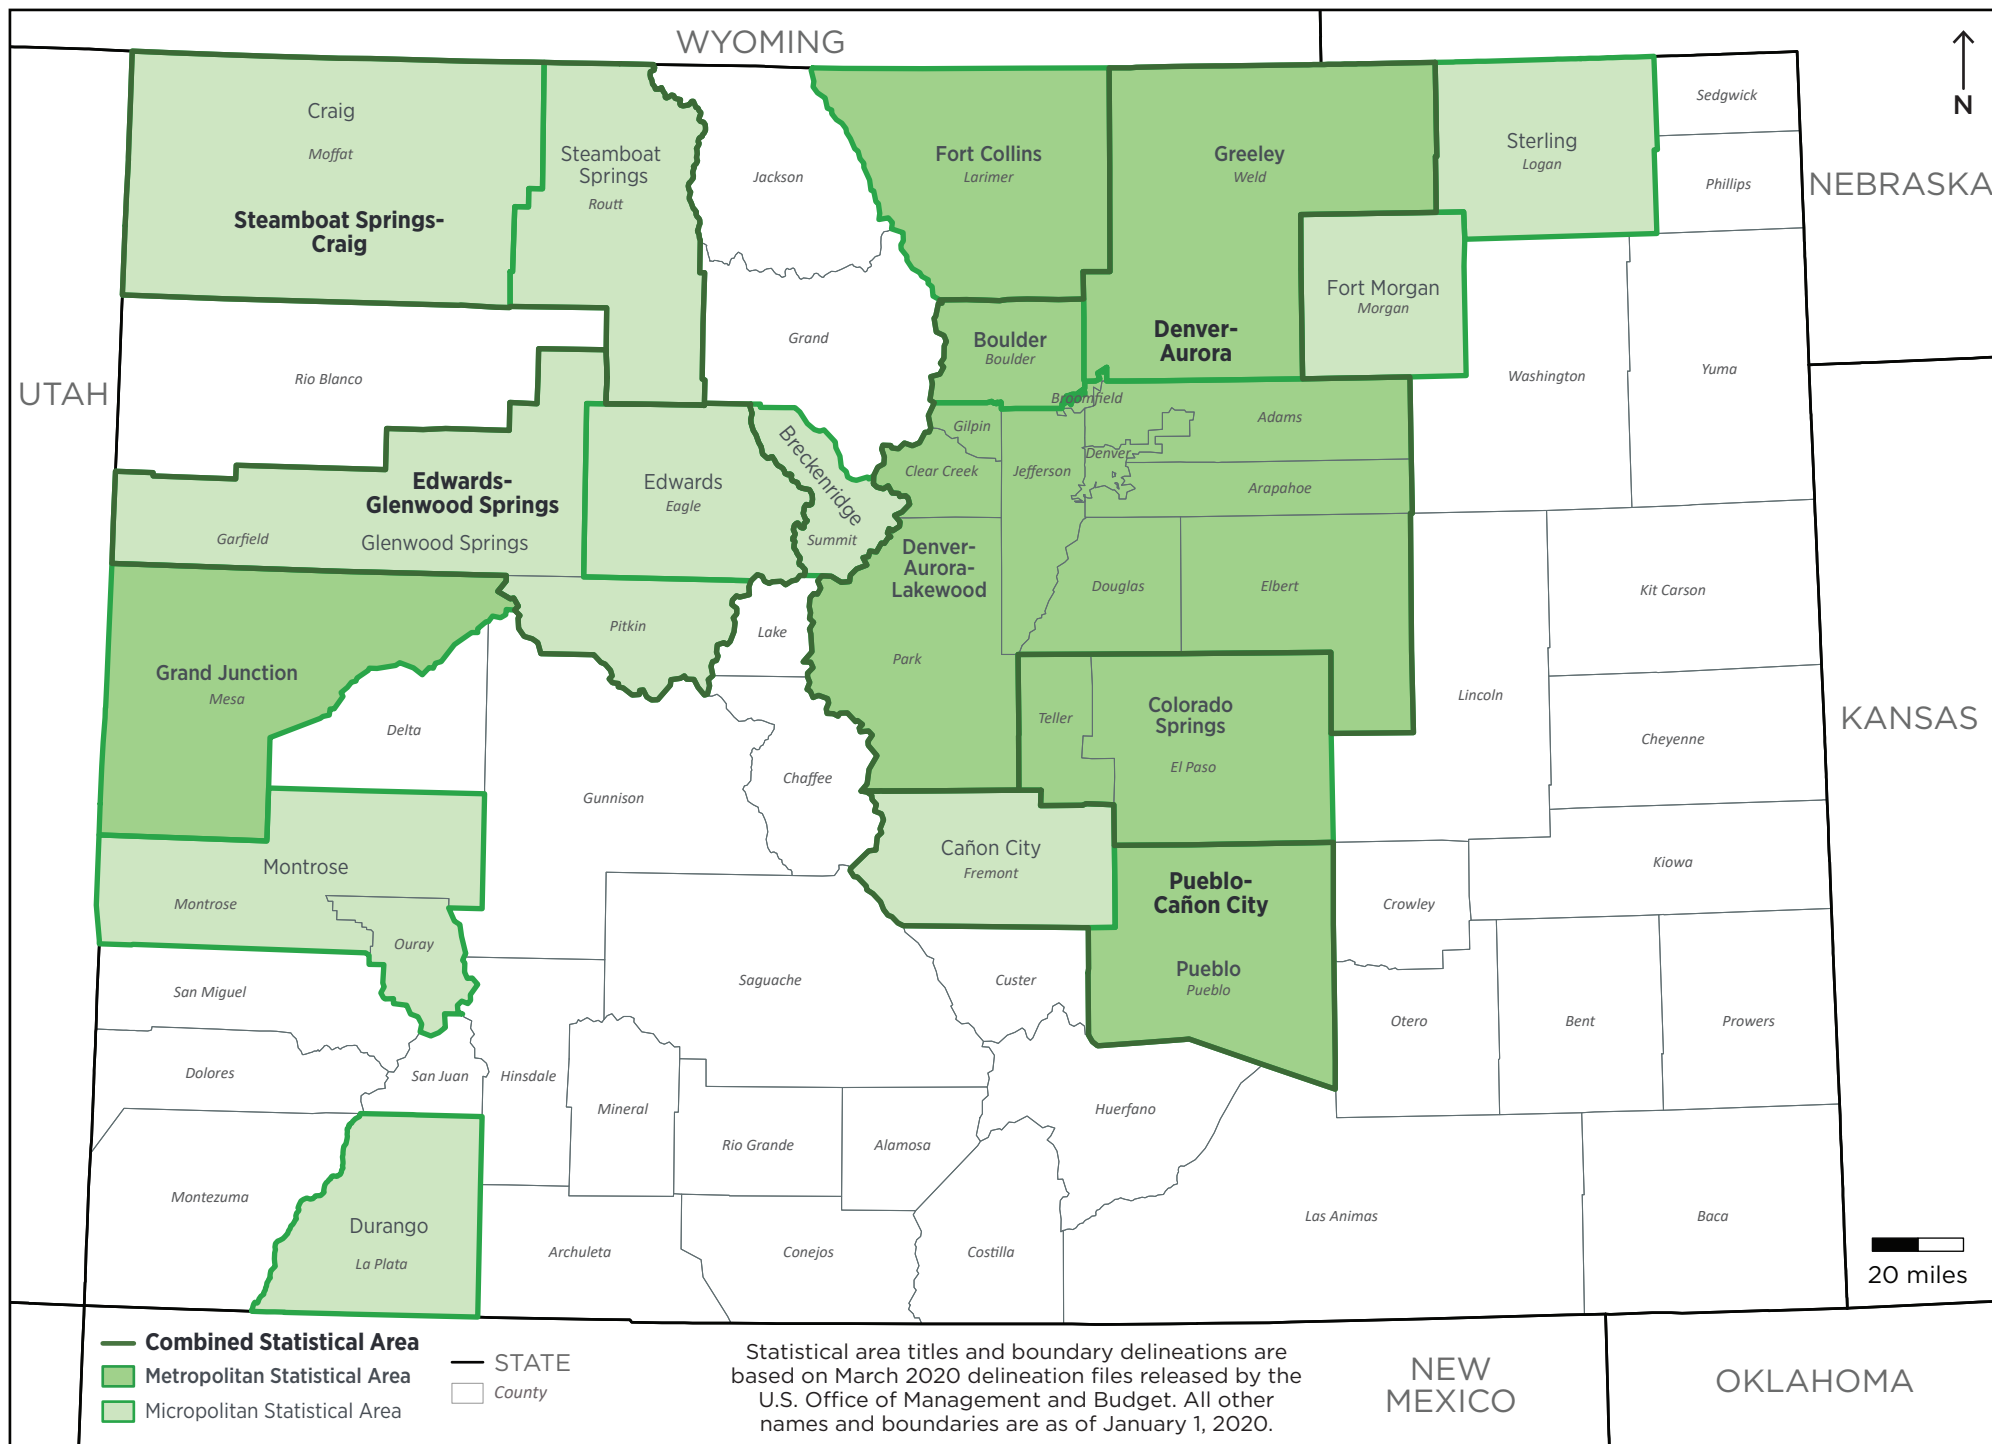 WYOMING
N
Craig
Moffat
Steamboat Springs-
Craig
Steamboat
Springs
Routt
Jackson
Fort Collins
Larimer
Greeley
Weld
Sterling
Logan
Sedgwick
Phillips
NEBRASKA
Fort Morgan
Morgan
Denver-
Aurora
Boulder
Boulder
Grand
Rio Blanco
UTAH
Washington
Yuma
Broomfield
Gilpin
Adams
Denver
Clear Creek
Jefferson
Arapahoe
Breckenridge
Summit
Edwards
Eagle
Edwards-
Glenwood Springs
Garfield
Glenwood Springs
Denver-
Aurora-
Lakewood
Douglas
Elbert
Kit Carson
Pitkin
Lake
Park
Grand Junction
Mesa
Delta
Teller
Colorado
Springs
El Paso
Lincoln
KANSAS
Cheyenne
Gunnison
Chaffee
Cañon City
Fremont
Kiowa
Montrose
Montrose
Ouray
Pueblo-
Cañon City
Crowley
Pueblo
Pueblo
Saguache
Custer
San Miguel
Otero
Bent
Prowers
Dolores
San Juan
Hinsdale
Mineral
Huerfano
Rio Grande
Alamosa
Montezuma
Durango
La Plata
Archuleta
Conejos
Costilla
Las Animas
Baca
20 miles
Combined Statistical Area
Metropolitan Statistical Area
Micropolitan Statistical Area
STATE
County
Statistical area titles and boundary delineations are
based on March 2020 delineation files released by the
U.S. Office of Management and Budget. All other
names and boundaries are as of January 1, 2020.
NEW
MEXICO
OKLAHOMA